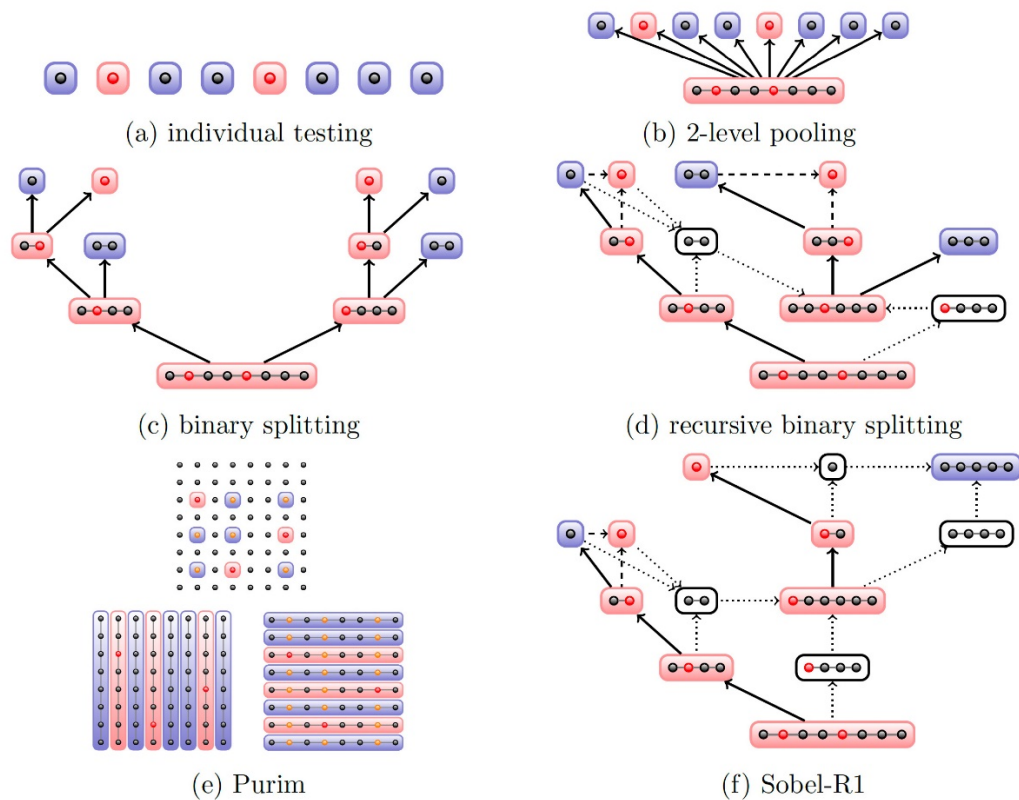 (a) individual testing
(b) 2-level pooling
(c) binary splitting
(d) recursive binary splitting
(e) Purim
(f) Sobel-R1